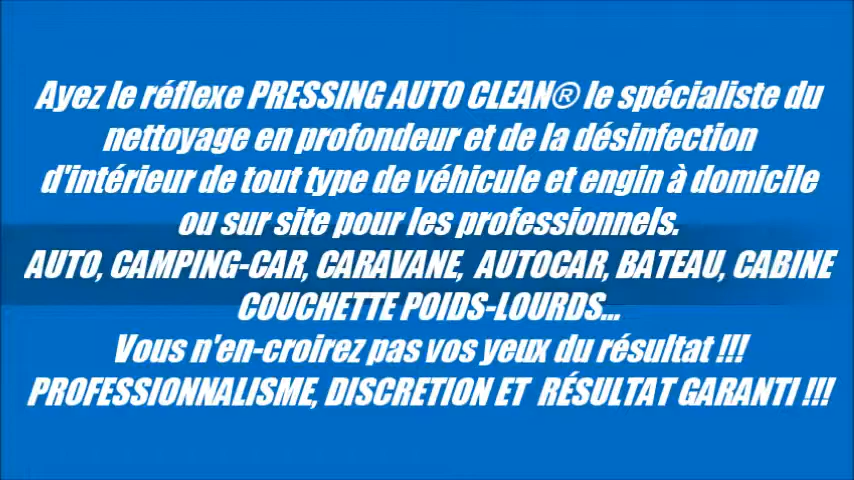 Ayez le réflexe PRESSING AUTO CLEAN® le spécialiste du
nettoyage en profondeur et de la désinfection
d'intérieur de tout type de véhicule et engin à domicile
ou sur site pour les professionnels.
AUTO, CAMPING-CAR, CARAVANE, AUTOCAR, BATEAU, CABINE
COUCHETTE POIDS-LOURDS...
Vous n'en-croirez pas vos yeux du résultat !!!
PROFESSIONNALISME, DISCRETION ET RÉSULTAT GARANTI !!!